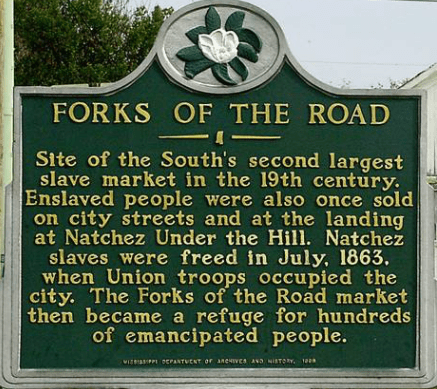 FORKS OF THE ROAD
Site of the South's second largest
slave market in the 19th century.
Enslaved people were also once sold
on city streets and at the landing
at Natchez Under the Hill. Natchez
slaves were freed in July, 1863,
when Union troops occupied the
city. The Forks of the Road market
then became a refuge for hundreds
of emancipated people.
MISSISSIPPI DEPARTMENT OF ARCHIVES AND HISTORY,